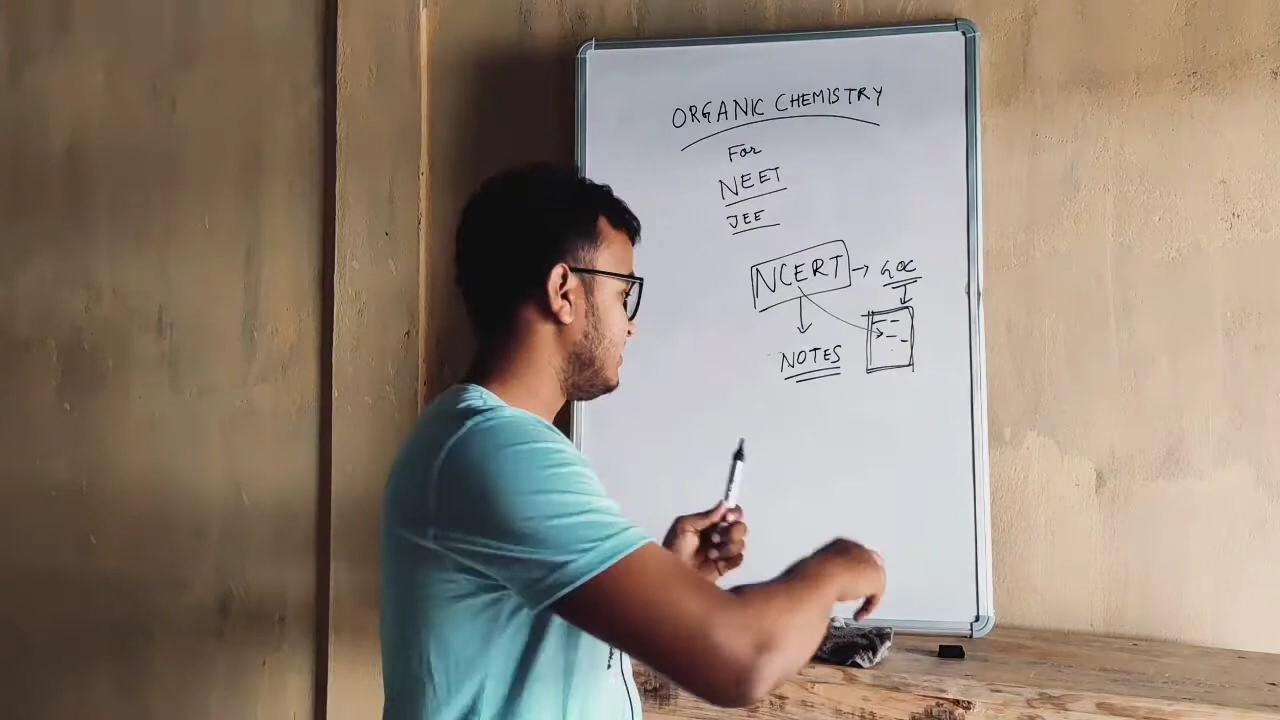 ORGANIC CHEMISTRY
For
NEET
JEE
NCERT → GOC
NOTES